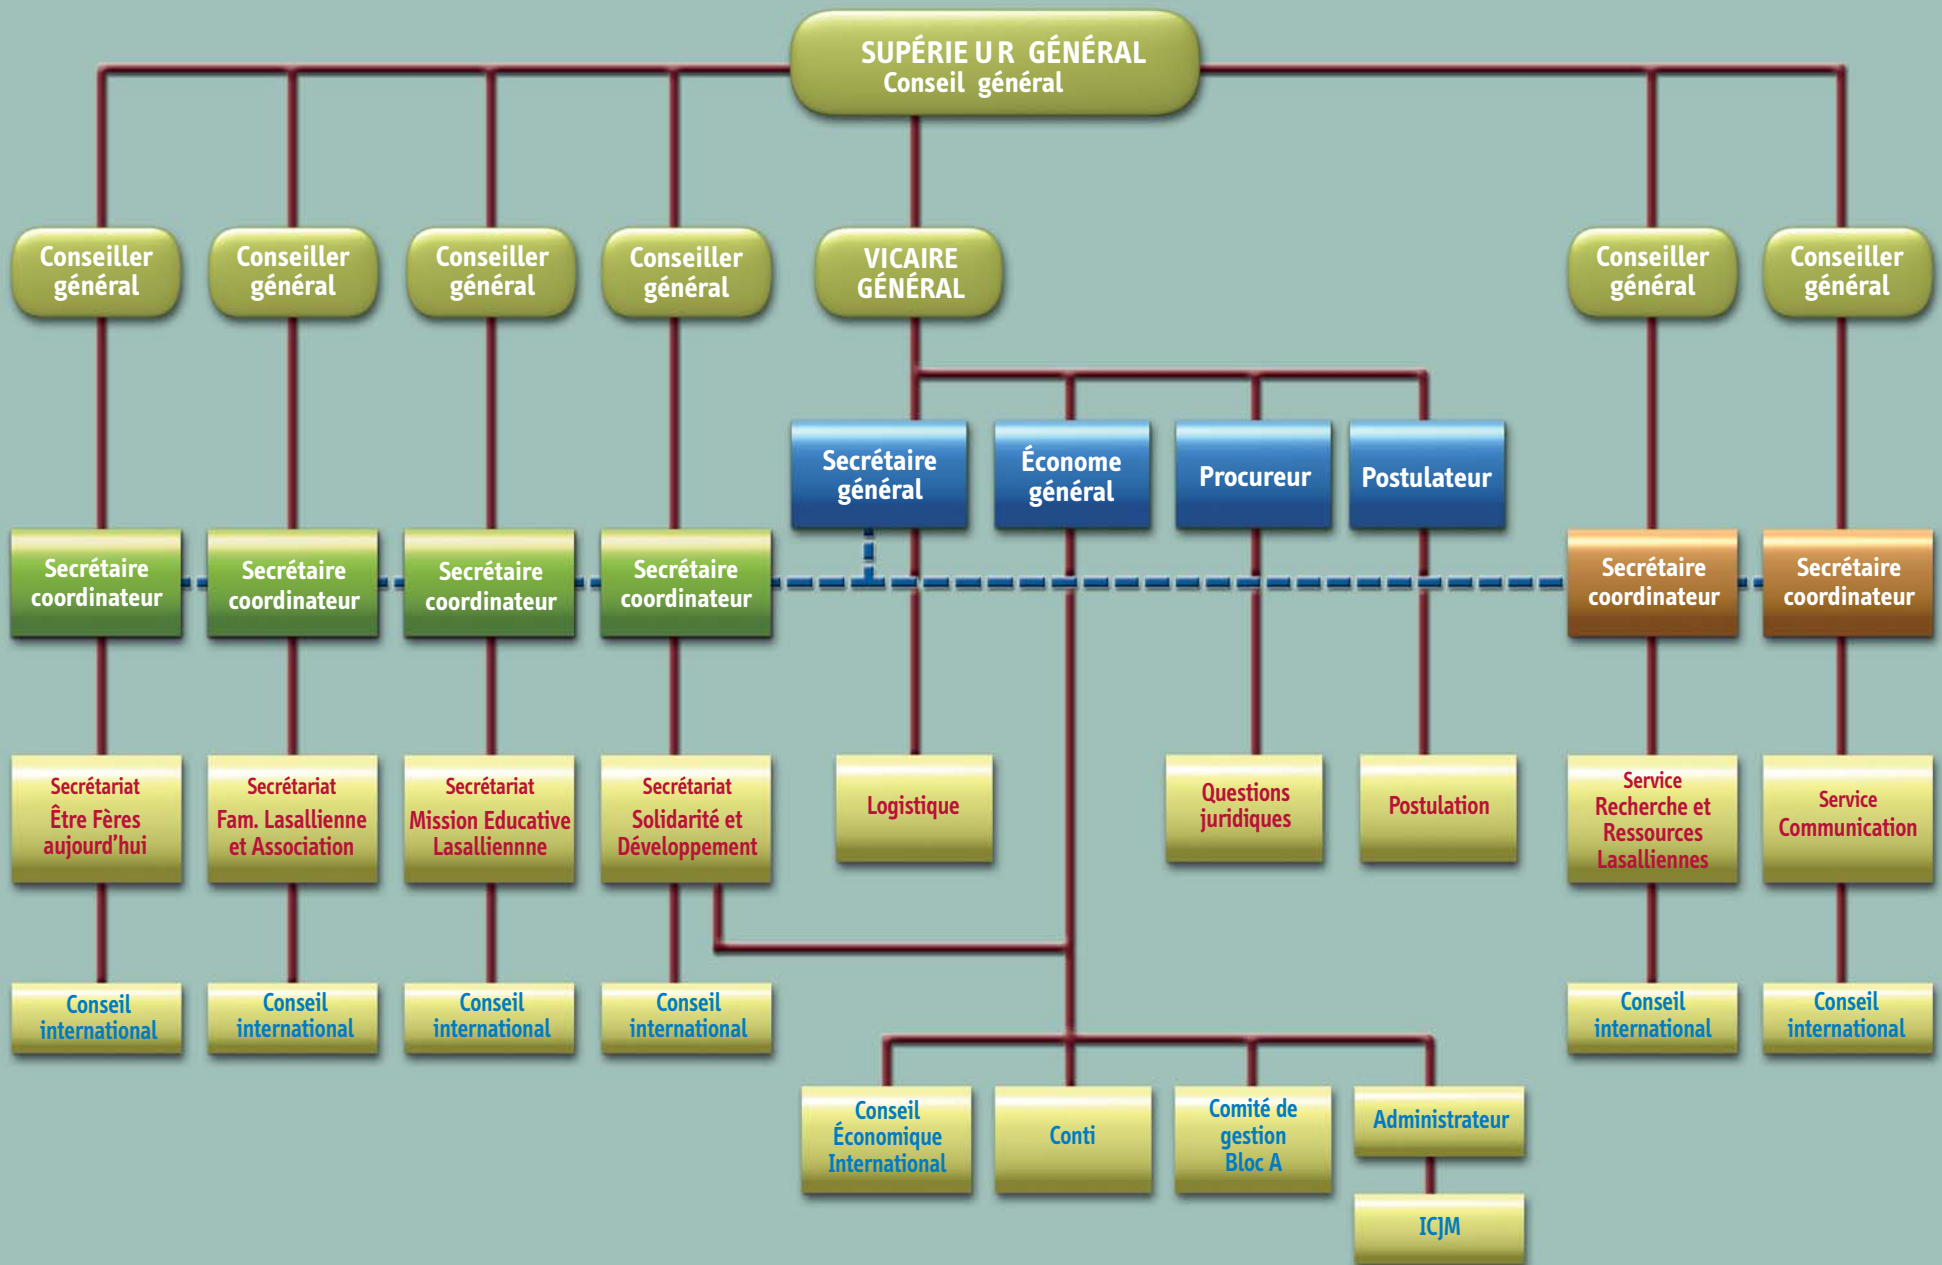 SUPÉRIEUR GÉNÉRAL
Conseil général
Conseiller
général
Conseiller
général
Conseiller
général
Conseiller
général
VICAIRE
GÉNÉRAL
Conseiller
général
Conseiller
général
Secrétaire
général
Économe
général
Procureur
Postulateur
Secrétaire
coordinateur
Secrétaire
coordinateur
Secrétaire
coordinateur
Secrétaire
coordinateur
Secrétaire
coordinateur
Secrétaire
coordinateur
Secrétariat
Être Fères
aujourd'hui
Secrétariat
Fam. Lasallienne
et Association
Secrétariat
Mission Educative
Lasalliennne
Secrétariat
Solidarité et
Développement
Logistique
Questions
juridiques
Postulation
Service
Recherche et
Ressources
Lasalliennes
Service
Communication
Conseil
international
Conseil
international
Conseil
international
Conseil
international
Conseil
international
Conseil
international
Conseil
Économique
International
Conti
Comité de
gestion
Bloc A
Administrateur
ICJM